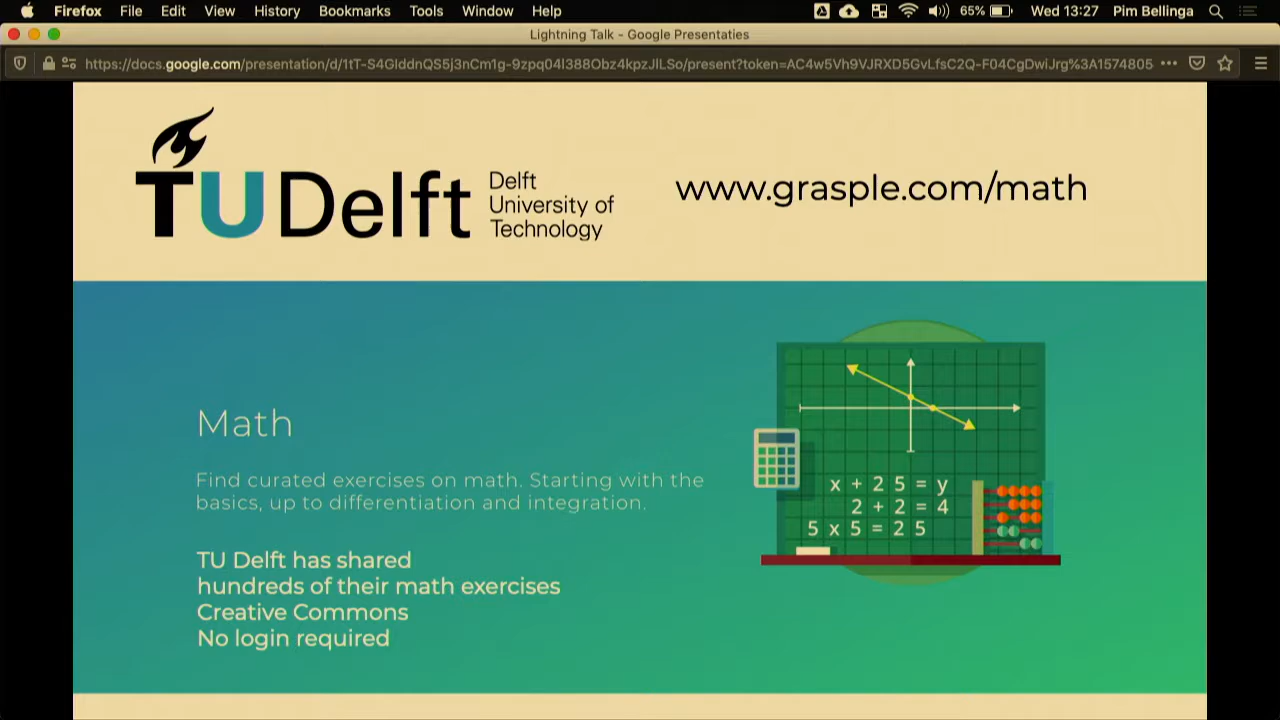 Firefox File Edit View History Bookmarks Tools Window Help 65% Wed 13:27 Pim Bellinga
Lightning Talk - Google Presentaties
TU Delft
Delft
University of
Technology
www.grasple.com/math
Math
Find curated exercises on math. Starting with the
basics, up to differentiation and integration.
TU Delft has shared
hundreds of their math exercises
Creative Commons
No login required
x + 2 5 = y
2 + 2 = 4
5 x 5 = 2 5